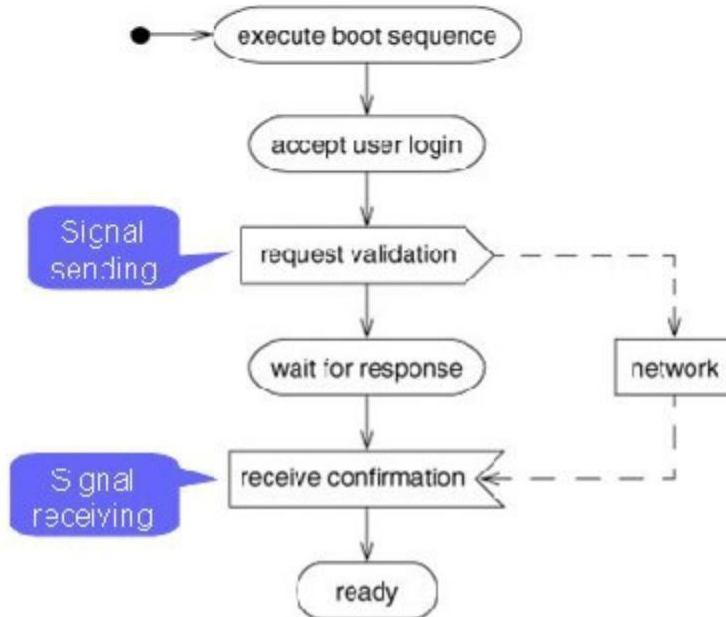 execute boot sequence
accept user login
Signal
sending
request validation
wait for response
network
Signal
receiving
receive confirmation
ready